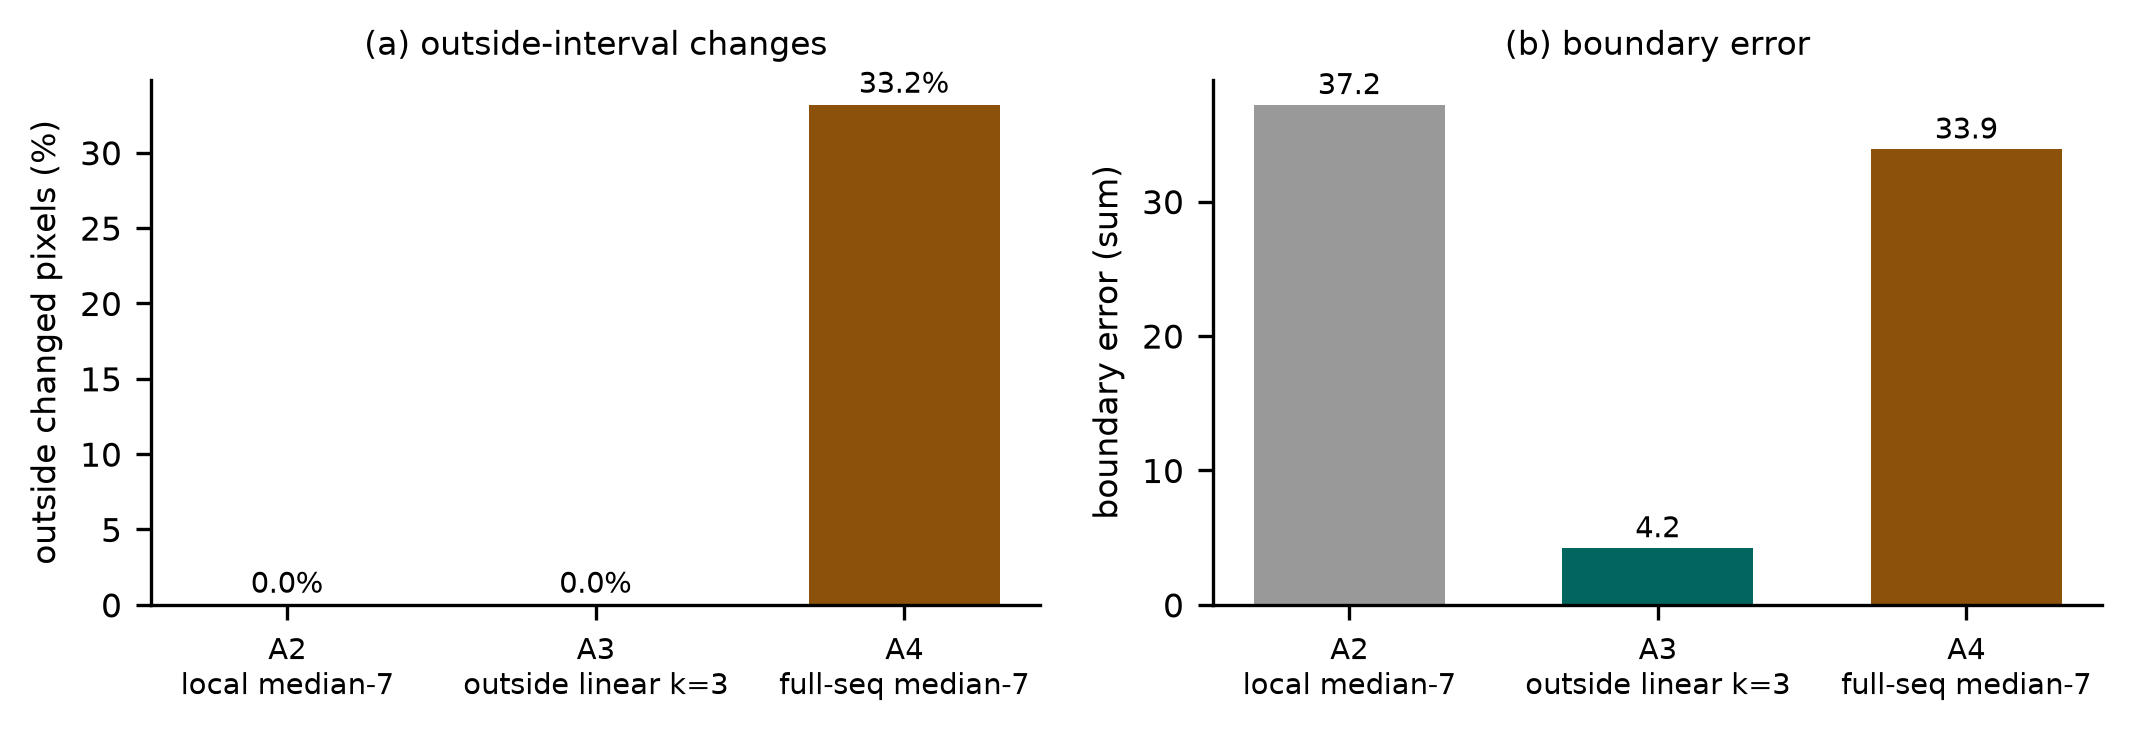 (a) outside-interval changes
outside changed pixels (%)
30
25
20
15
10
5
0
0.0%
0.0%
33.2%
A2
local median-7
A3
outside linear k=3
A4
full-seq median-7
(b) boundary error
boundary error (sum)
30
20
10
0
37.2
4.2
33.9
A2
local median-7
A3
outside linear k=3
A4
full-seq median-7